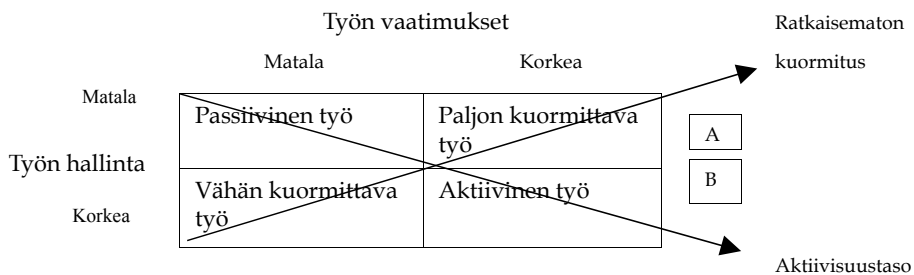 Työn vaatimukset
Ratkaisematon
kuormitus
Matala
Korkea
Matala
Passiivinen työ
Paljon kuormittava
työ
A
Työn hallinta
B
Vähän kuormittava
työ
Aktiivinen työ
Korkea
Aktiivisuustaso